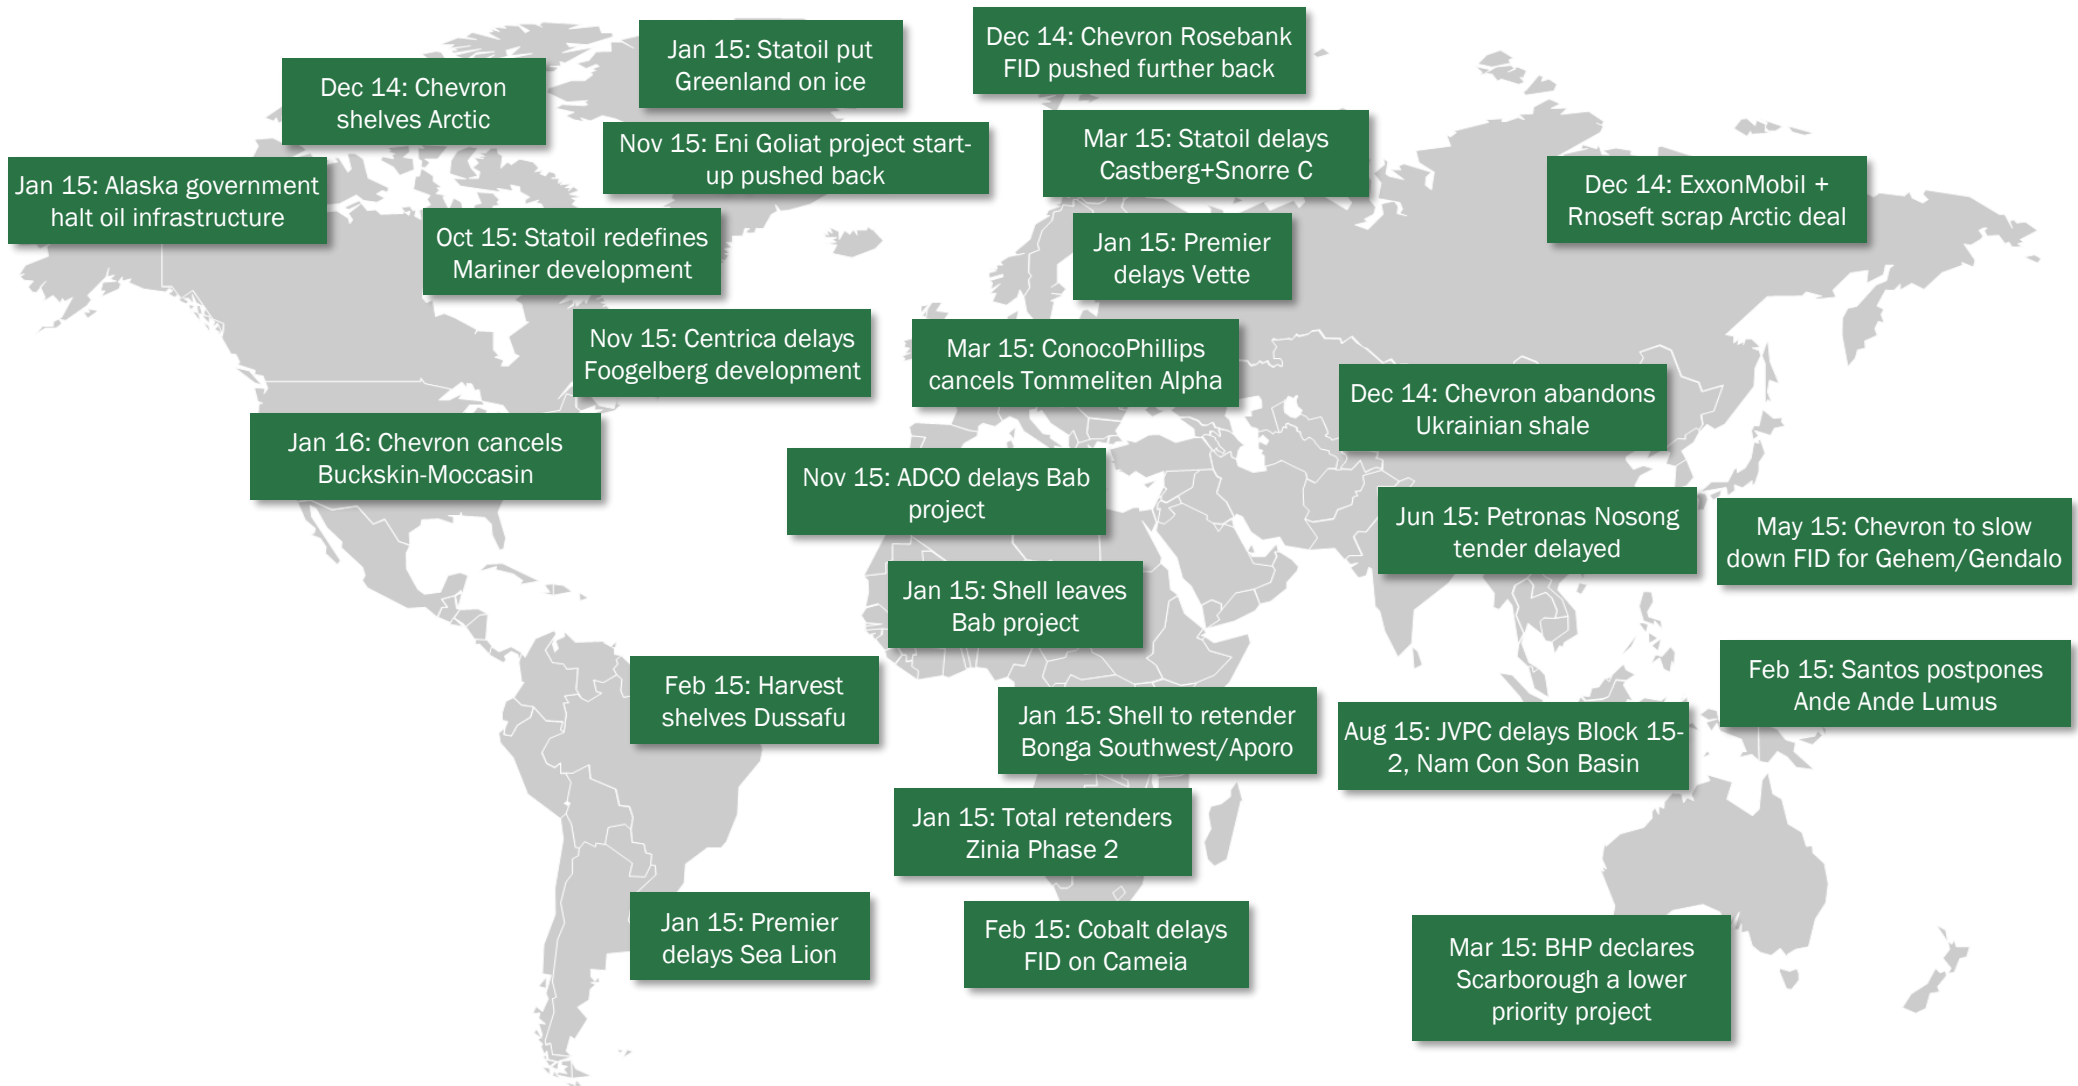 Dec 14: Chevron Rosebank
FID pushed further back
Jan 15: Statoil put
Greenland on ice
Dec 14: Chevron
shelves Arctic
Nov 15: Eni Goliat project start-
up pushed back
Mar 15: Statoil delays
Castberg+Snorre C
Jan 15: Alaska government
halt oil infrastructure
Dec 14: ExxonMobil +
Rnoseft scrap Arctic deal
Oct 15: Statoil redefines
Mariner development
Jan 15: Premier
delays Vette
Nov 15: Centrica delays
Foogelberg development
Mar 15: ConocoPhillips
cancels Tommeliten Alpha
Dec 14: Chevron abandons
Ukrainian shale
Jan 16: Chevron cancels
Buckskin-Moccasin
Nov 15: ADCO delays Bab
project
Jun 15: Petronas Nosong
tender delayed
May 15: Chevron to slow
down FID for Gehem/Gendalo
Jan 15: Shell leaves
Bab project
Feb 15: Harvest
shelves Dussafu
Jan 15: Shell to retender
Bonga Southwest/Aporo
Aug 15: JVPC delays Block 15-
2, Nam Con Son Basin
Feb 15: Santos postpones
Ande Ande Lumus
Jan 15: Total retenders
Zinia Phase 2
Jan 15: Premier
delays Sea Lion
Feb 15: Cobalt delays
FID on Cameia
Mar 15: BHP declares
Scarborough a lower
priority project